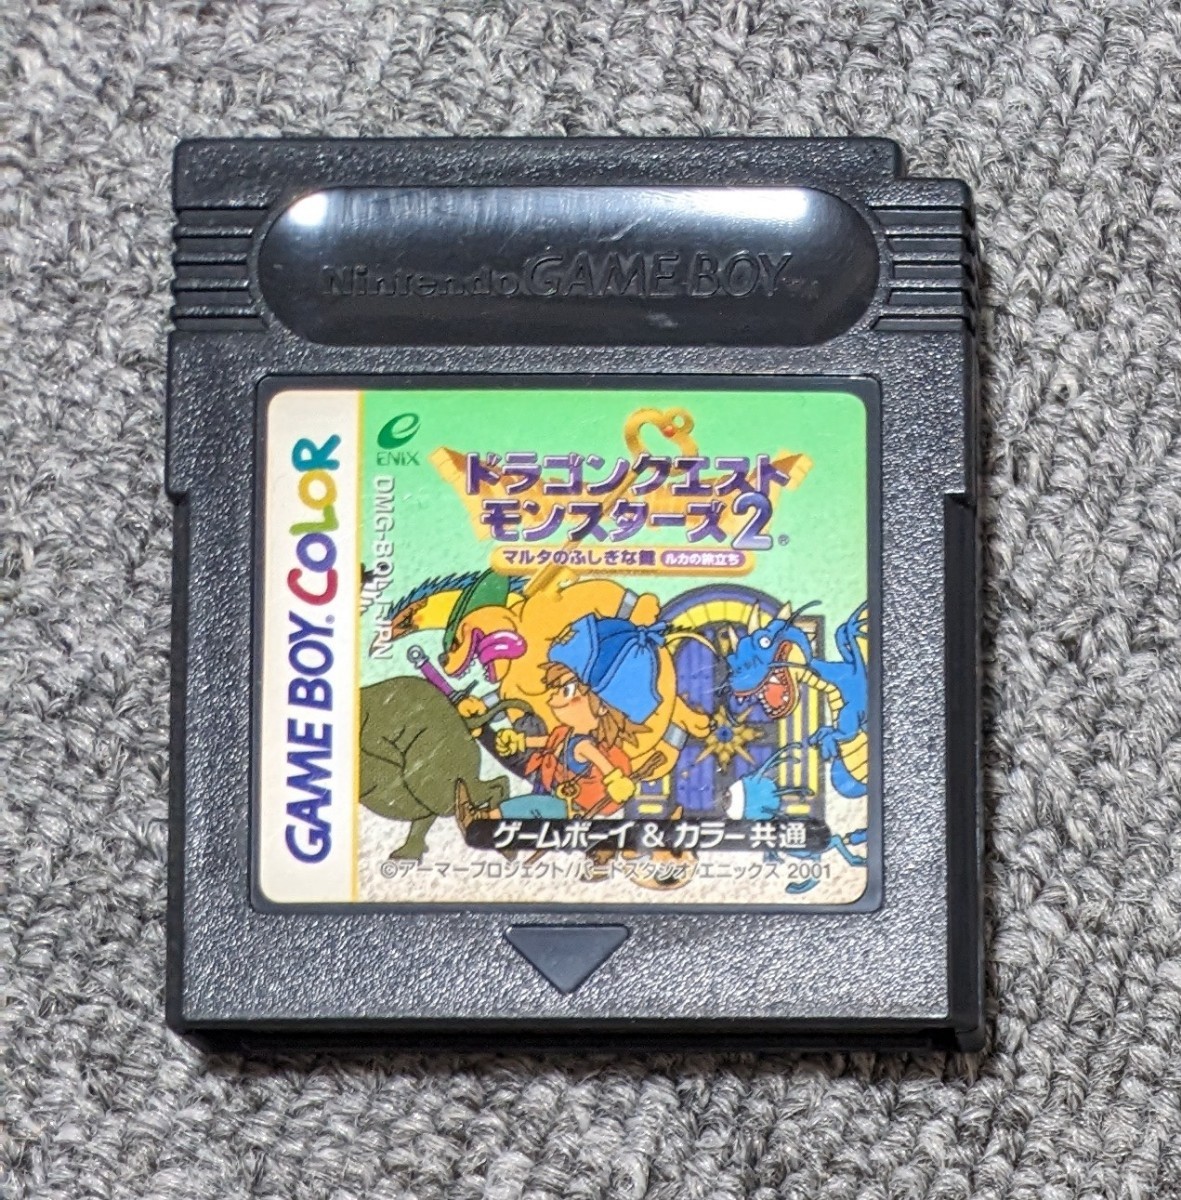 Nintendo GAME BOY TM
GAME BOY COLOR
ENIX
ドラゴンクエスト
モンスターズ2
マルタのふしぎな鍵 ルカの旅立ち
ゲームボーイ & カラー共通
©アーマープロジェクト/バードスタジオ/エニックス 2001